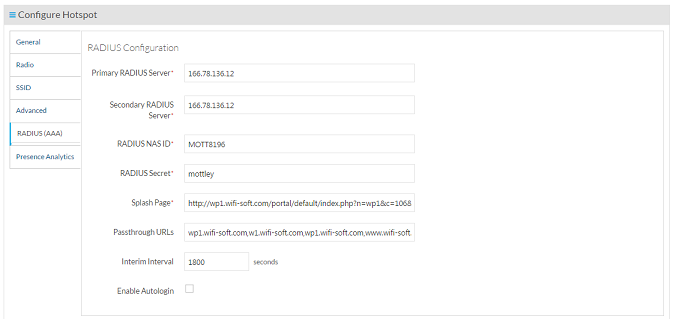 Configure Hotspot
General
Radio
SSID
Advanced
RADIUS (AAA)
Presence Analytics
RADIUS Configuration
Primary RADIUS Server* 166.78.136.12
Secondary RADIUS
Server* 166.78.136.12
RADIUS NAS ID* MOTT8196
RADIUS Secret* mottley
Splash Page* http://wp1.wifi-soft.com/portal/default/index.php?n=wp1&c=1068
Passthrough URLs wp1.wifi-soft.com,w1.wifi-soft.com,wp1.wifi-soft.com,www.wifi-soft.
Interim Interval 1800 seconds
Enable Autologin